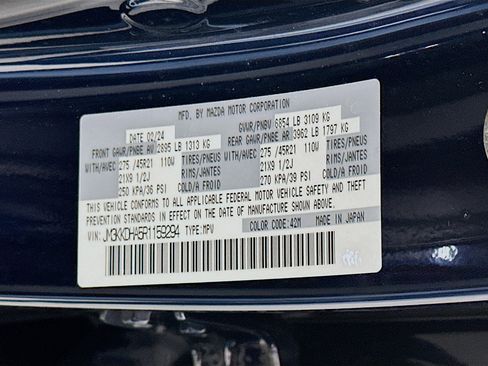 MFD. BY MAZDA MOTOR CORPORATION
DATE 02/24 GVWR/PNBV 6854 LB 3109 KG
FRONT GAWR/PNBE AV 2895 LB 1313 KG REAR GAWR/PNBE AR 3962 LB 1797 KG
WITH/AVEC 275 /45R21 110W TIRES/PNEUS WITH/AVEC 275 /45R21 110W TIRES/PNEUS
21X9 1/2J RIMS/JANTES 21X9 1/2J RIMS/JANTES
250 KPA/36 PSI COLD/A FROID 270 KPA/39 PSI COLD/A FROID
THIS VEHICLE CONFORMS TO ALL APPLICABLE FEDERAL MOTOR VEHICLE SAFETY AND THEFT
PREVENTION STANDARDS IN EFFECT ON THE DATE OF MANUFACTURE SHOWN ABOVE.
VIN: JM3KKDHA5R1159294 TYPE: MPV COLOR CODE: 42M MADE IN JAPAN